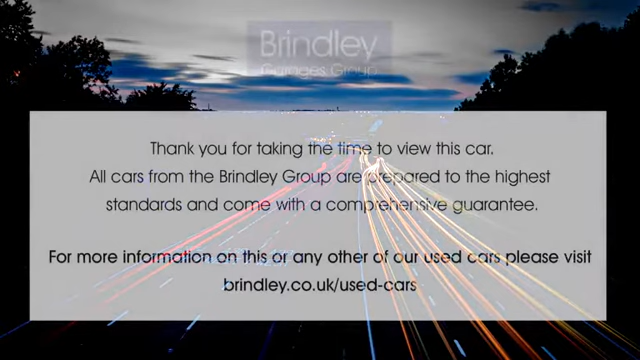 Brindley
Garages Group
Thank you for taking the time to view this car.
All cars from the Brindley Group are prepared to the highest
standards and come with a comprehensive guarantee.
For more information on this or any other of our used cars please visit
brindley.co.uk/used-cars